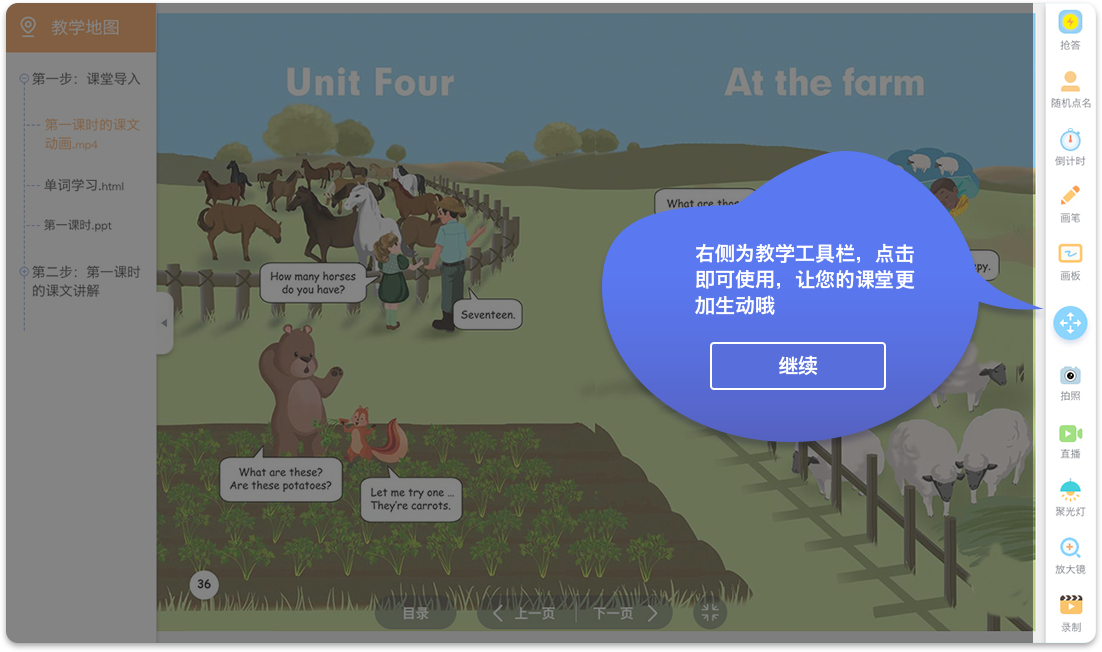 教学地图
第一步：课堂导入
第一课时的课文
动画.mp4
单词学习.html
第一课时.ppt
第二步：第一课时
的课文讲解
Unit Four
At the farm
How many horses
do you have?
Seventeen.
What are these?
Are these potatoes?
Let me try one ...
They're carrots.
36
What are
右侧为教学工具栏，点击
即可使用，让您的课堂更
加生动哦
继续
目录
上一页
下一页
抢答
随机点名
倒计时
画笔
画板
拍照
直播
聚光灯
放大镜
录制